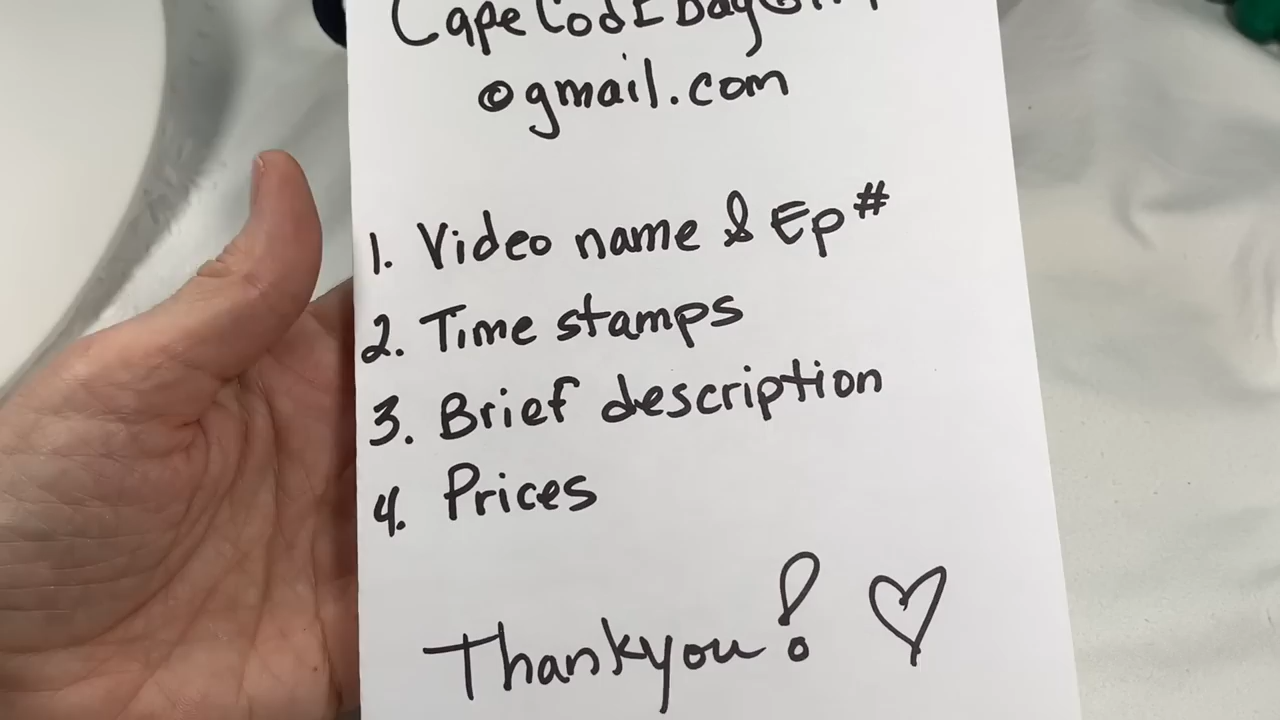 @gmail.com
1. Video name & Ep#
2. Time stamps
3. Brief description
4. Prices
Thankyou! ♡